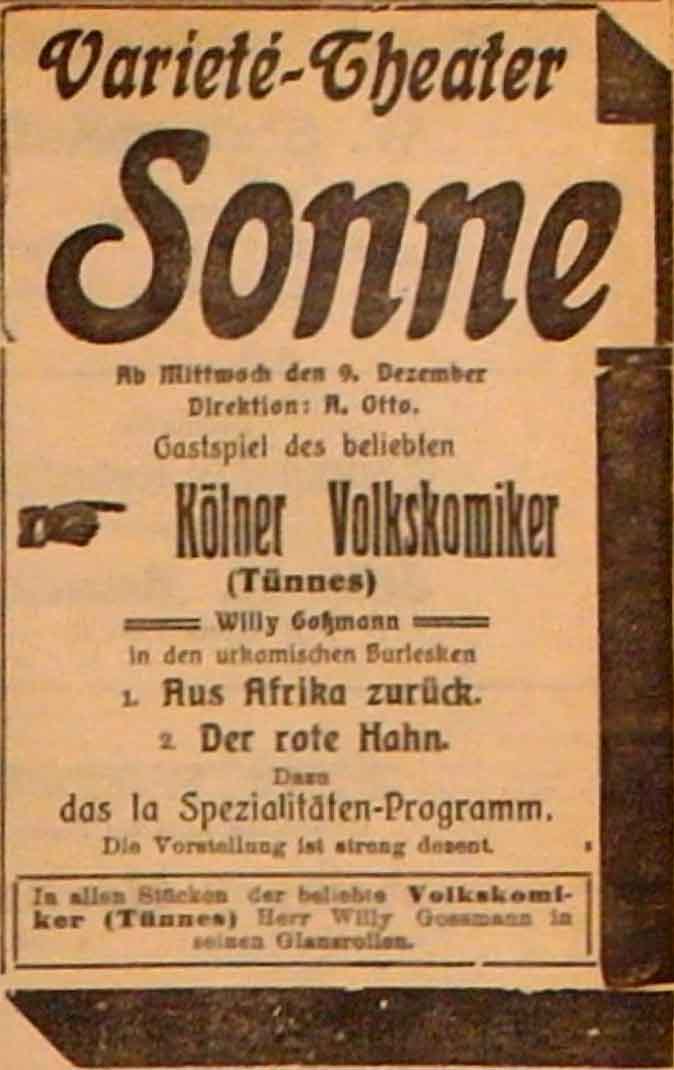 Varieté-Theater
Sonne
Ab Mittwoch den 9. Dezember
Direktion: A. Otto.
Gastspiel des beliebten
Kölner Volkskomiker
(Tünnes)
Willy Goßmann
in den urkomischen Burlesken
1. Aus Afrika zurück.
2. Der rote Hahn.
Dazu
das Ia Spezialitäten-Programm.
Die Vorstellung ist streng dezent.
In allen Stücken der beliebte Volkskomi-
ker (Tünnes) Herr Willy Gossmann in
seinen Glanzrollen.